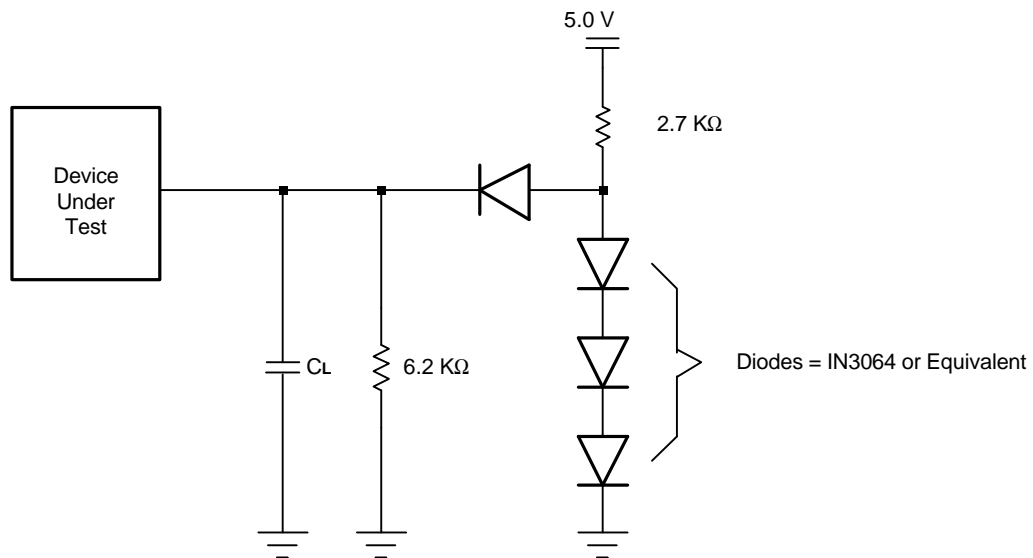 5.0 V
2.7 KΩ
Device
Under
Test
CL
6.2 KΩ
Diodes = IN3064 or Equivalent